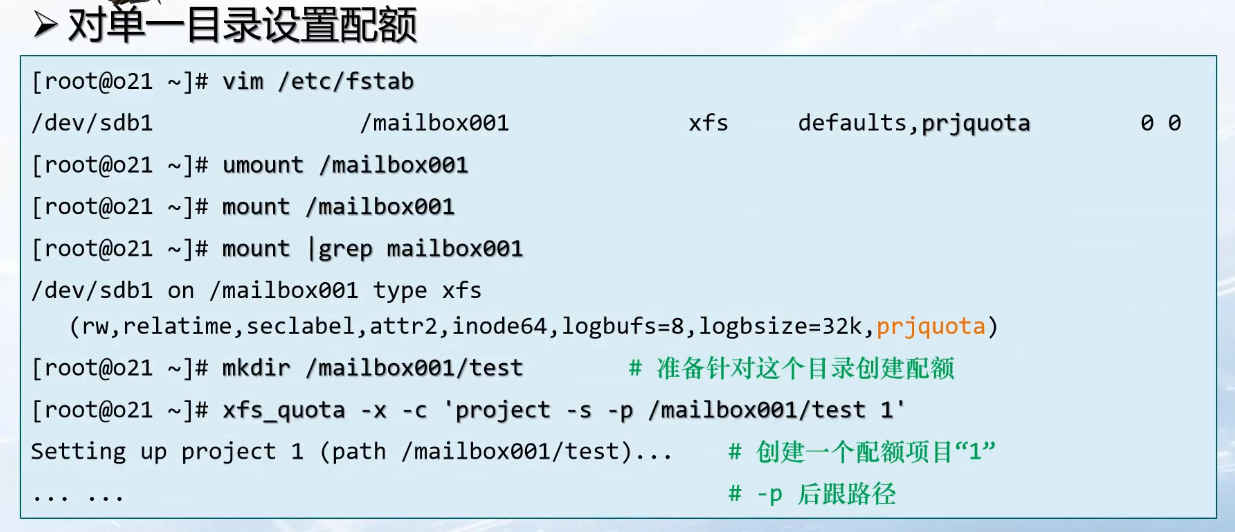 ➢ 对单一目录设置配额
[root@o21 ~]# vim /etc/fstab
/dev/sdb1 /mailbox001 xfs defaults,prjquota 0 0
[root@o21 ~]# umount /mailbox001
[root@o21 ~]# mount /mailbox001
[root@o21 ~]# mount |grep mailbox001
/dev/sdb1 on /mailbox001 type xfs
(rw,relatime,seclabel,attr2,inode64,logbufs=8,logbsize=32k,prjquota)
[root@o21 ~]# mkdir /mailbox001/test # 准备针对这个目录创建配额
[root@o21 ~]# xfs_quota -x -c 'project -s -p /mailbox001/test 1'
Setting up project 1 (path /mailbox001/test)... # 创建一个配额项目“1”
... ... # -p 后跟路径